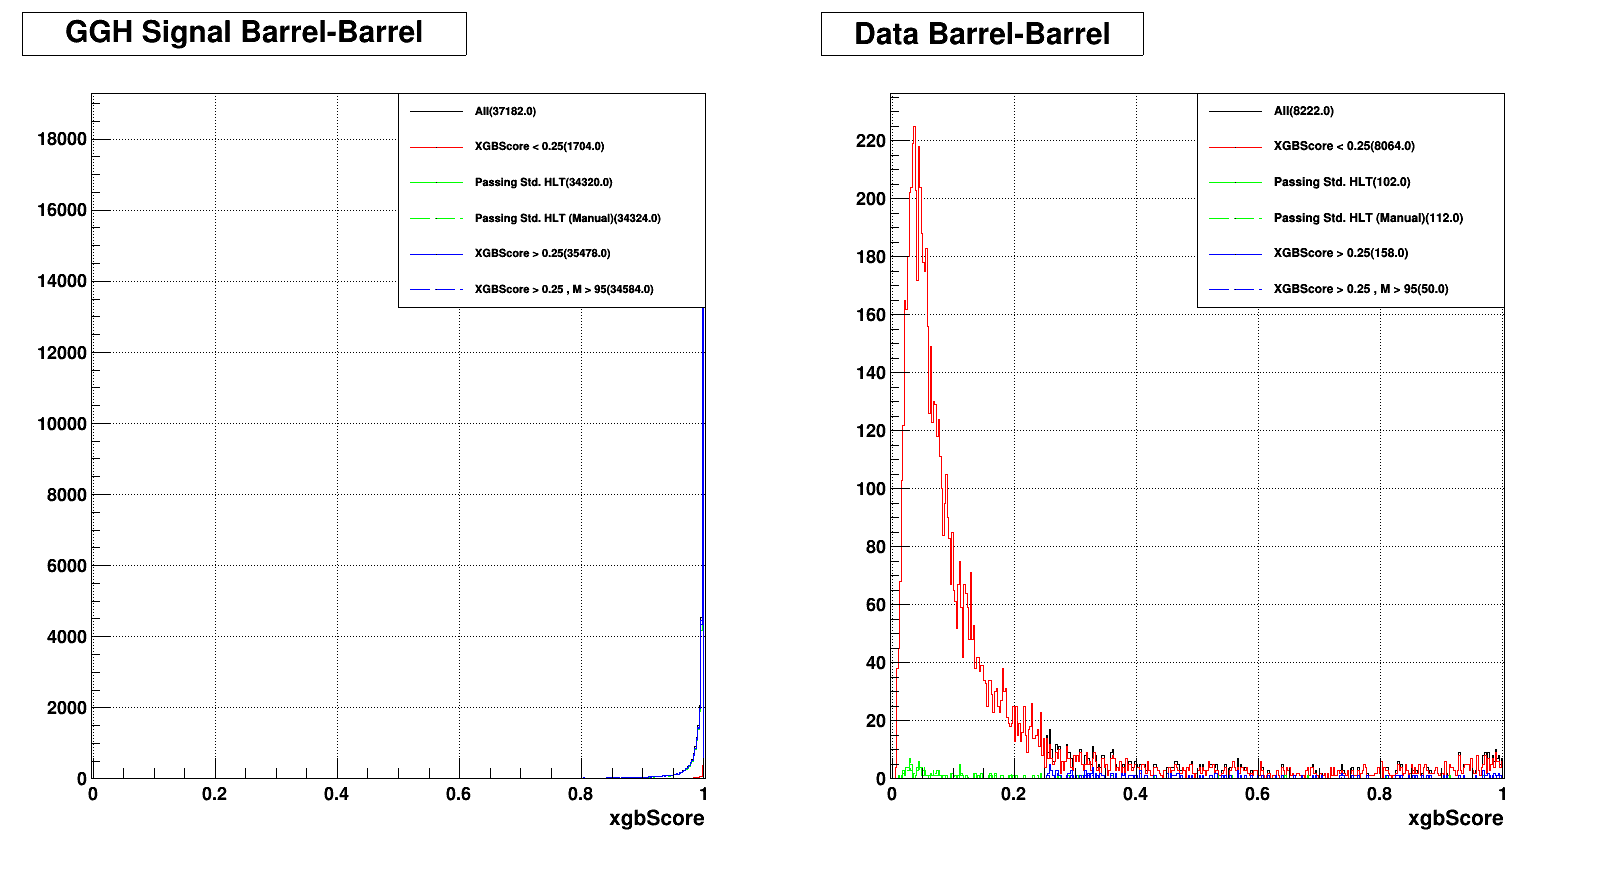 GGH Signal Barrel-Barrel
All(37182.0)
XGBScore < 0.25(1704.0)
Passing Std. HLT(34320.0)
Passing Std. HLT (Manual)(34324.0)
XGBScore > 0.25(35478.0)
XGBScore > 0.25 , M > 95(34584.0)
18000
16000
14000
12000
10000
8000
6000
4000
2000
0
0 0.2 0.4 0.6 0.8 1
xgbScore
Data Barrel-Barrel
All(8222.0)
XGBScore < 0.25(8064.0)
Passing Std. HLT(102.0)
Passing Std. HLT (Manual)(112.0)
XGBScore > 0.25(158.0)
XGBScore > 0.25 , M > 95(50.0)
220
200
180
160
140
120
100
80
60
40
20
0
0 0.2 0.4 0.6 0.8 1
xgbScore